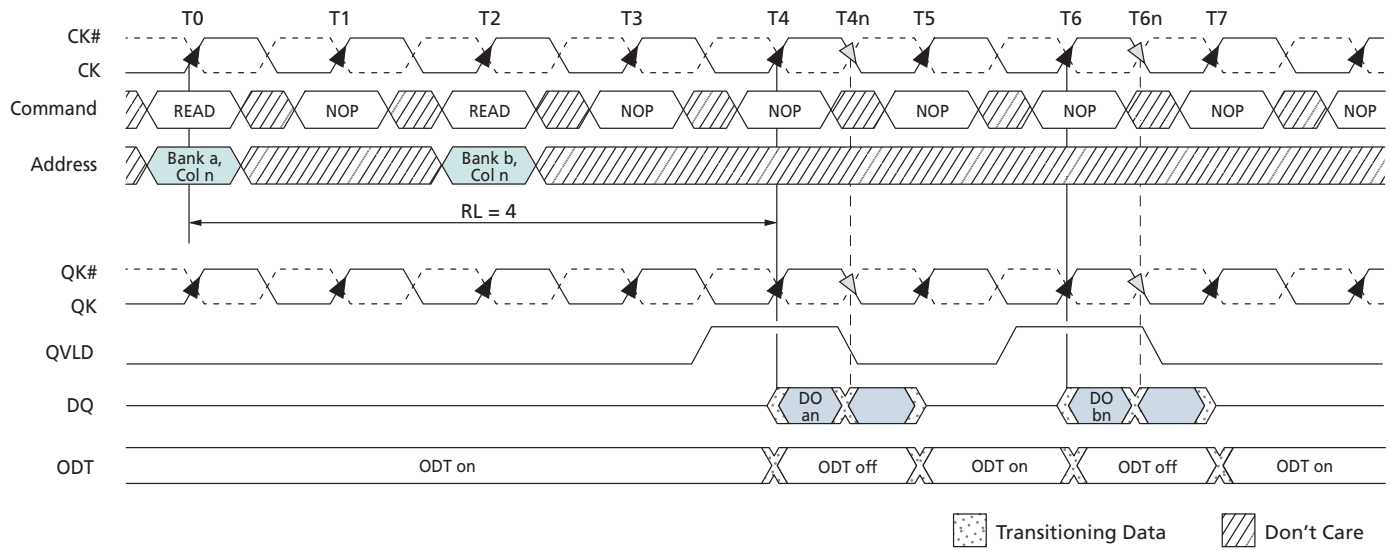 T0 T1 T2 T3 T4 T4n T5 T6 T6n T7
CK#
CK
Command READ NOP READ NOP NOP NOP NOP NOP NOP
Address Bank a, Bank b,
Col n Col n
RL = 4
QK#
QK
QVLD
DQ DO DO
an bn
ODT ODT on ODT off ODT on ODT off ODT on
Transitioning Data Don’t Care